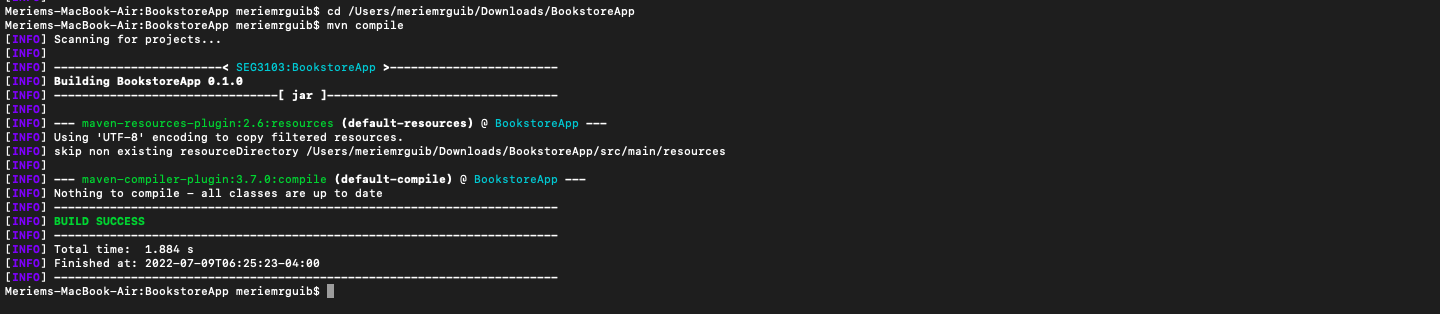 Meriems-MacBook-Air:BookstoreApp meriemrguib$ cd /Users/meriemrguib/Downloads/BookstoreApp
Meriems-MacBook-Air:BookstoreApp meriemrguib$ mvn compile
[INFO] Scanning for projects...
[INFO]
[INFO] ------------------------< SEG3103:BookstoreApp >------------------------
[INFO] Building BookstoreApp 0.1.0
[INFO] --------------------------------[ jar ]---------------------------------
[INFO]
[INFO] --- maven-resources-plugin:2.6:resources (default-resources) @ BookstoreApp ---
[INFO] Using 'UTF-8' encoding to copy filtered resources.
[INFO] skip non existing resourceDirectory /Users/meriemrguib/Downloads/BookstoreApp/src/main/resources
[INFO]
[INFO] --- maven-compiler-plugin:3.7.0:compile (default-compile) @ BookstoreApp ---
[INFO] Nothing to compile - all classes are up to date
[INFO] ------------------------------------------------------------------------
[INFO] BUILD SUCCESS
[INFO] ------------------------------------------------------------------------
[INFO] Total time:  1.884 s
[INFO] Finished at: 2022-07-09T06:25:23-04:00
[INFO] ------------------------------------------------------------------------
Meriems-MacBook-Air:BookstoreApp meriemrguib$